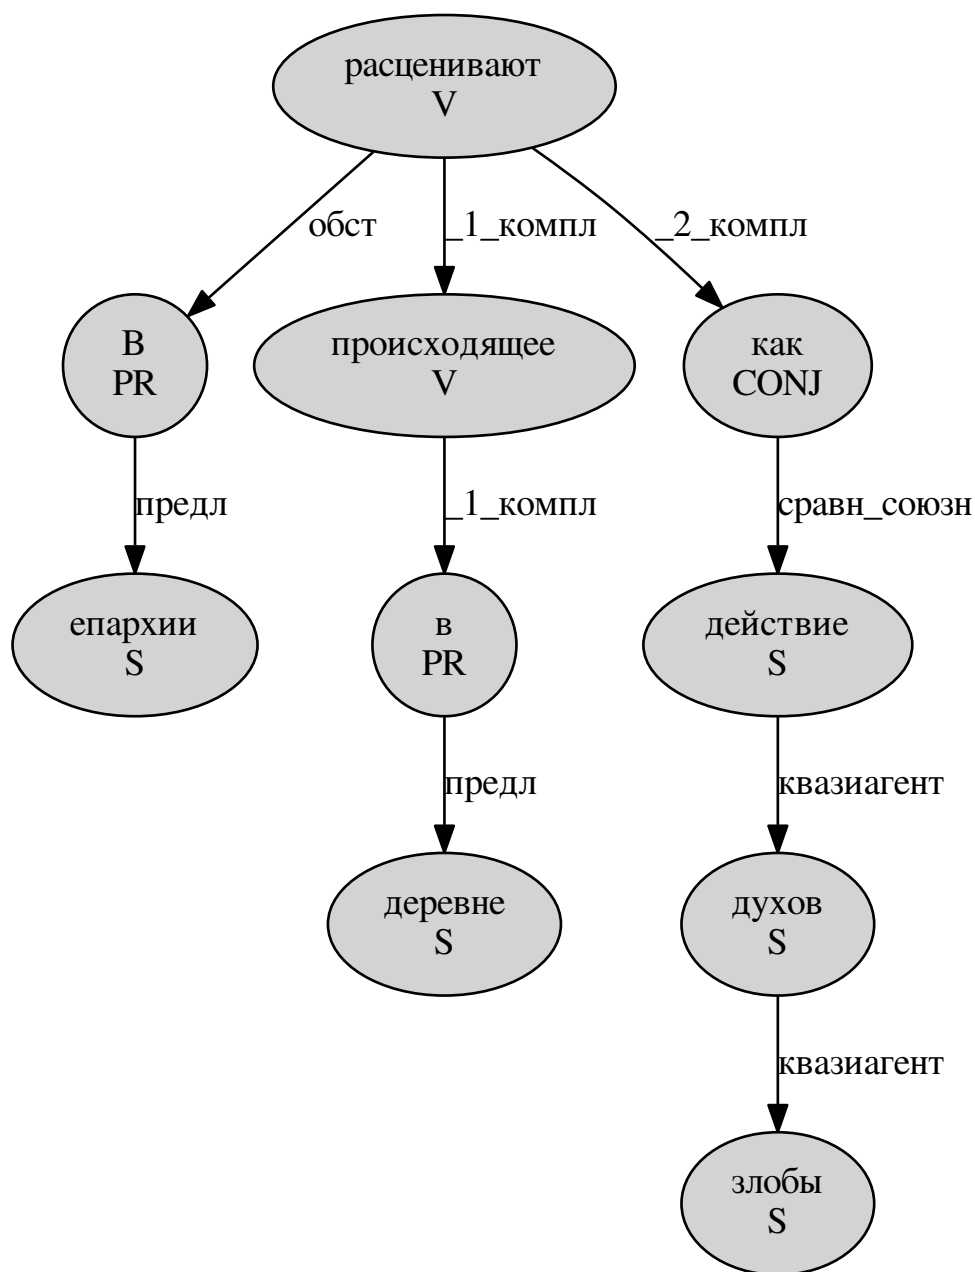 расценивают
V
обст
_1_компл
_2_компл
В
PR
происходящее
V
как
CONJ
предл
_1_компл
сравн_союзн
епархии
S
в
PR
действие
S
предл
квазиагент
деревне
S
духов
S
квазиагент
злобы
S